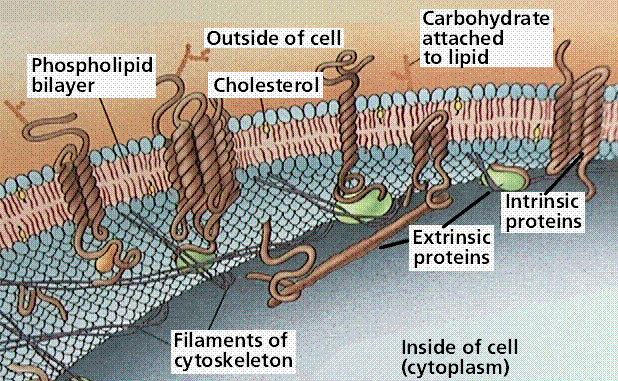 Outside of cell
Carbohydrate
attached
to lipid
Phospholipid
bilayer
Cholesterol
Intrinsic
proteins
Extrinsic
proteins
Filaments of
cytoskeleton
Inside of cell
(cytoplasm)